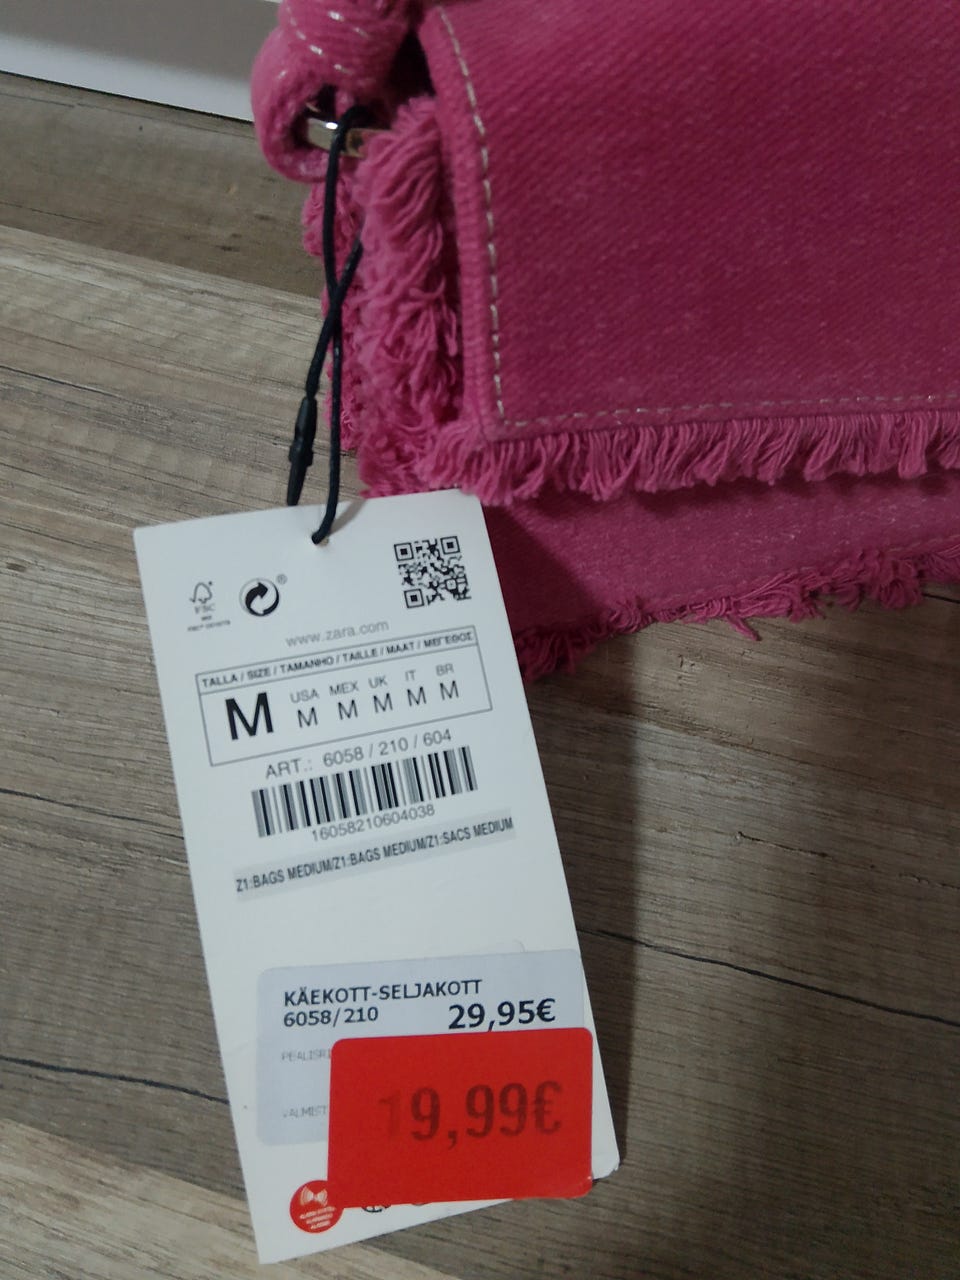 FSC
®
www.zara.com
TALLA / SIZE / TAMANHO / TAILLE / MAAT / ΜΕΓΕΘΟΣ
M
USA MEX UK IT BR
M M M M M
ART.: 6058 / 210 / 604
16058210604038
Z1:BAGS MEDIUM/Z1:BAGS MEDIUM/Z1:SACS MEDIUM
KÄEKOTT-SELJAKOTT
6058/210 29,95€
19,99€